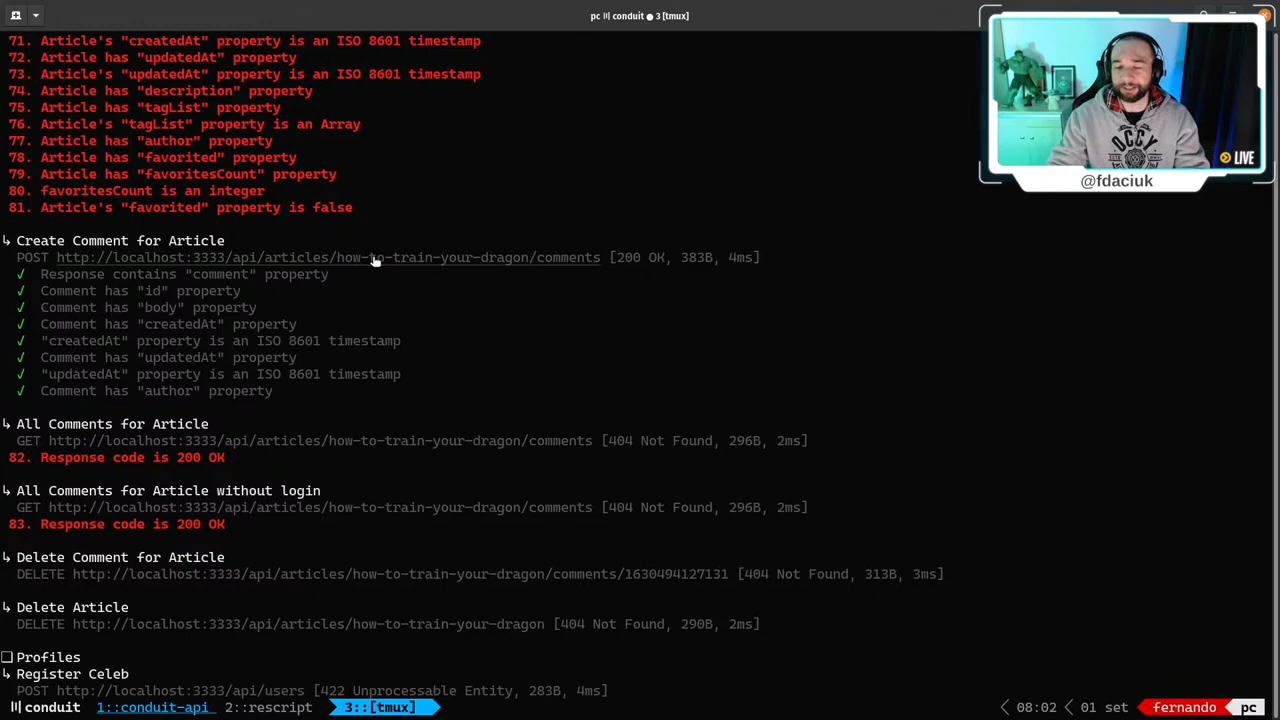 pc ꔖ conduit ● 3 [tmux]
71. Article's "createdAt" property is an ISO 8601 timestamp
72. Article has "updatedAt" property
73. Article's "updatedAt" property is an ISO 8601 timestamp
74. Article has "description" property
75. Article has "tagList" property
76. Article's "tagList" property is an Array
77. Article has "author" property
78. Article has "favorited" property
79. Article has "favoritesCount" property
80. favoritesCount is an integer
81. Article's "favorited" property is false
OCCY
LIVE
@fdaciuk
↳ Create Comment for Article
POST http://localhost:3333/api/articles/how-to-train-your-dragon/comments [200 OK, 383B, 4ms]
✓ Response contains "comment" property
✓ Comment has "id" property
✓ Comment has "body" property
✓ Comment has "createdAt" property
✓ "createdAt" property is an ISO 8601 timestamp
✓ Comment has "updatedAt" property
✓ "updatedAt" property is an ISO 8601 timestamp
✓ Comment has "author" property
↳ All Comments for Article
GET http://localhost:3333/api/articles/how-to-train-your-dragon/comments [404 Not Found, 296B, 2ms]
82. Response code is 200 OK
↳ All Comments for Article without login
GET http://localhost:3333/api/articles/how-to-train-your-dragon/comments [404 Not Found, 296B, 2ms]
83. Response code is 200 OK
↳ Delete Comment for Article
DELETE http://localhost:3333/api/articles/how-to-train-your-dragon/comments/1630494127131 [404 Not Found, 313B, 3ms]
↳ Delete Article
DELETE http://localhost:3333/api/articles/how-to-train-your-dragon [404 Not Found, 290B, 2ms]
❏ Profiles
↳ Register Celeb
POST http://localhost:3333/api/users [422 Unprocessable Entity, 283B, 4ms]
conduit 1::conduit-api 2::rescript 3::[tmux] 08:02 01 set fernando pc